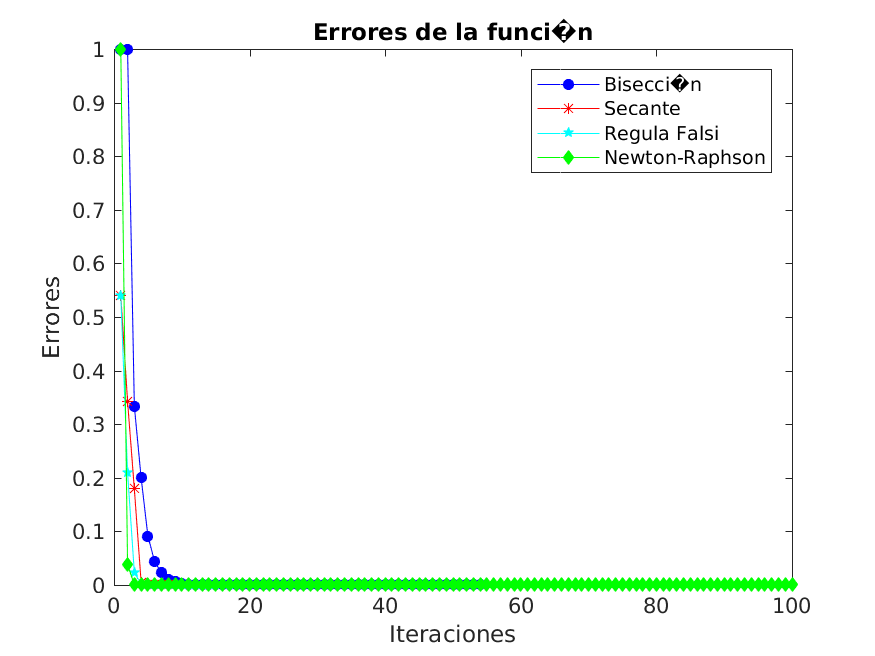 Errores de la funci�n
1
0.9
0.8
0.7
0.6
0.5
0.4
0.3
0.2
0.1
0
Errores
Bisecci�n
Secante
Regula Falsi
Newton-Raphson
0 20 40 60 80 100
Iteraciones